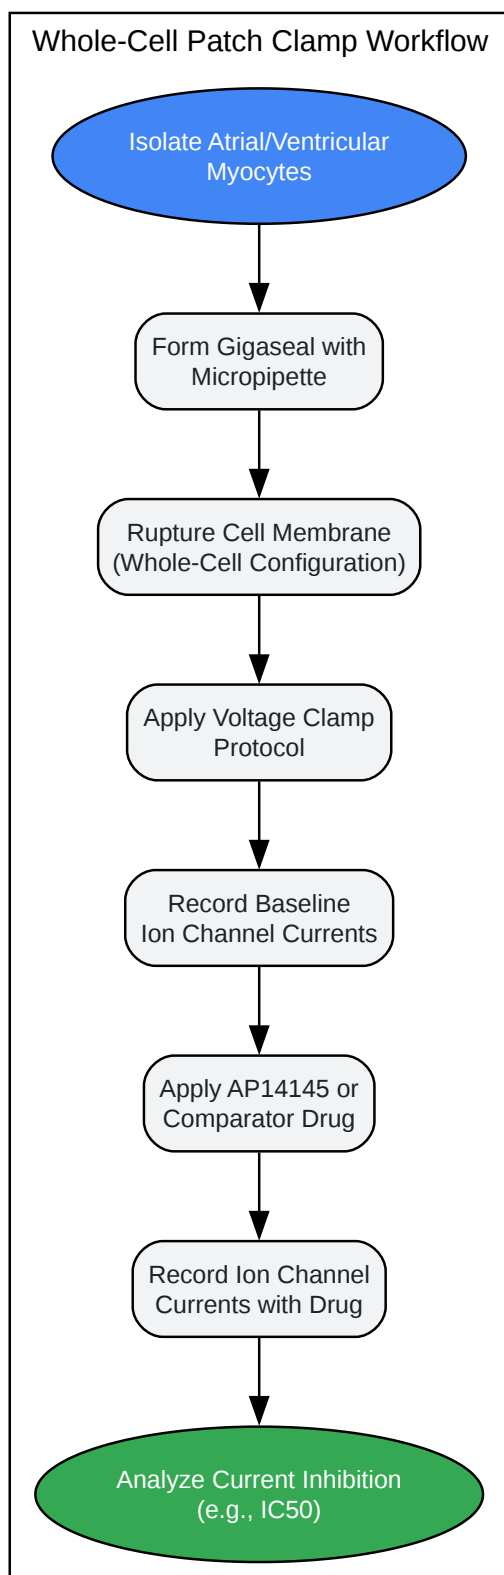 Whole-Cell Patch Clamp Workflow
Isolate Atrial/Ventricular
Myocytes
Form Gigaseal with
Micropipette
Rupture Cell Membrane
(Whole-Cell Configuration)
Apply Voltage Clamp
Protocol
Record Baseline
Ion Channel Currents
Apply AP14145 or
Comparator Drug
Record Ion Channel
Currents with Drug
Analyze Current Inhibition
(e.g., IC50)